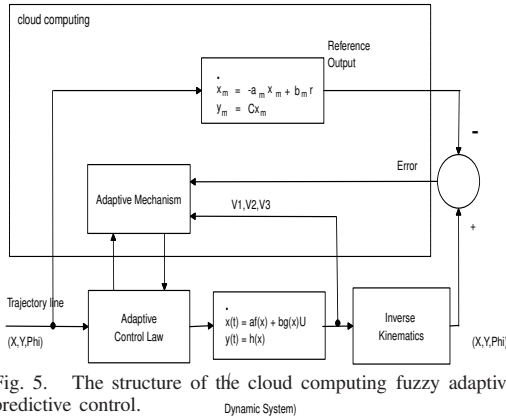 cloud computing
Reference
Output
.
x_m = -a_m x_m + b_m r
y_m = Cx_m
-
Error
Adaptive Mechanism
V1,V2,V3
+
Trajectory line
(X,Y,Phi)
Adaptive
Control Law
.
x(t) = af(x) + bg(x)U
y(t) = h(x)
Inverse
Kinematics
(X,Y,Phi)
(
Fig. 5. The structure of the cloud computing fuzzy adaptiv
predictive control.
Dynamic System)